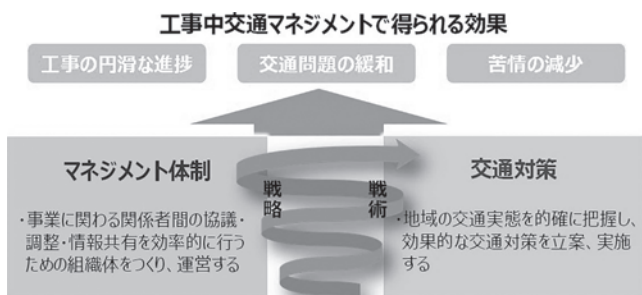 工事中交通マネジメントで得られる効果
工事の円滑な進捗
交通問題の緩和
苦情の減少
マネジメント体制
・事業に関わる関係者間の協議・
調整・情報共有を効率的に行う
ための組織体をつくり、運営する
戦略
戦術
交通対策
・地域の交通実態を的確に把握し、
効果的な交通対策を立案、実施
する